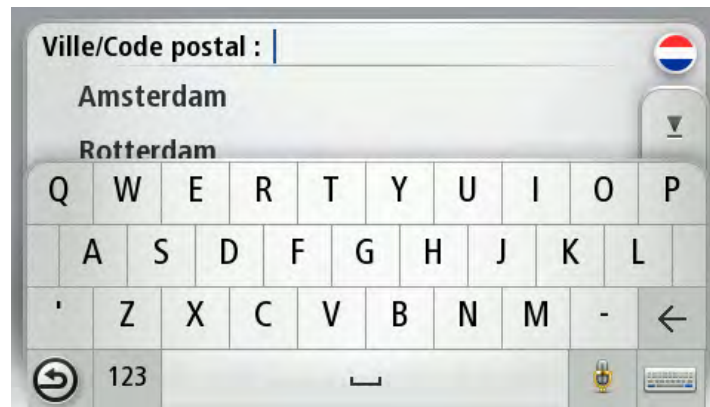 Ville/Code postal :
Amsterdam
Rotterdam
Q W E R T Y U I O P
A S D F G H J K L
' Z X C V B N M -
123